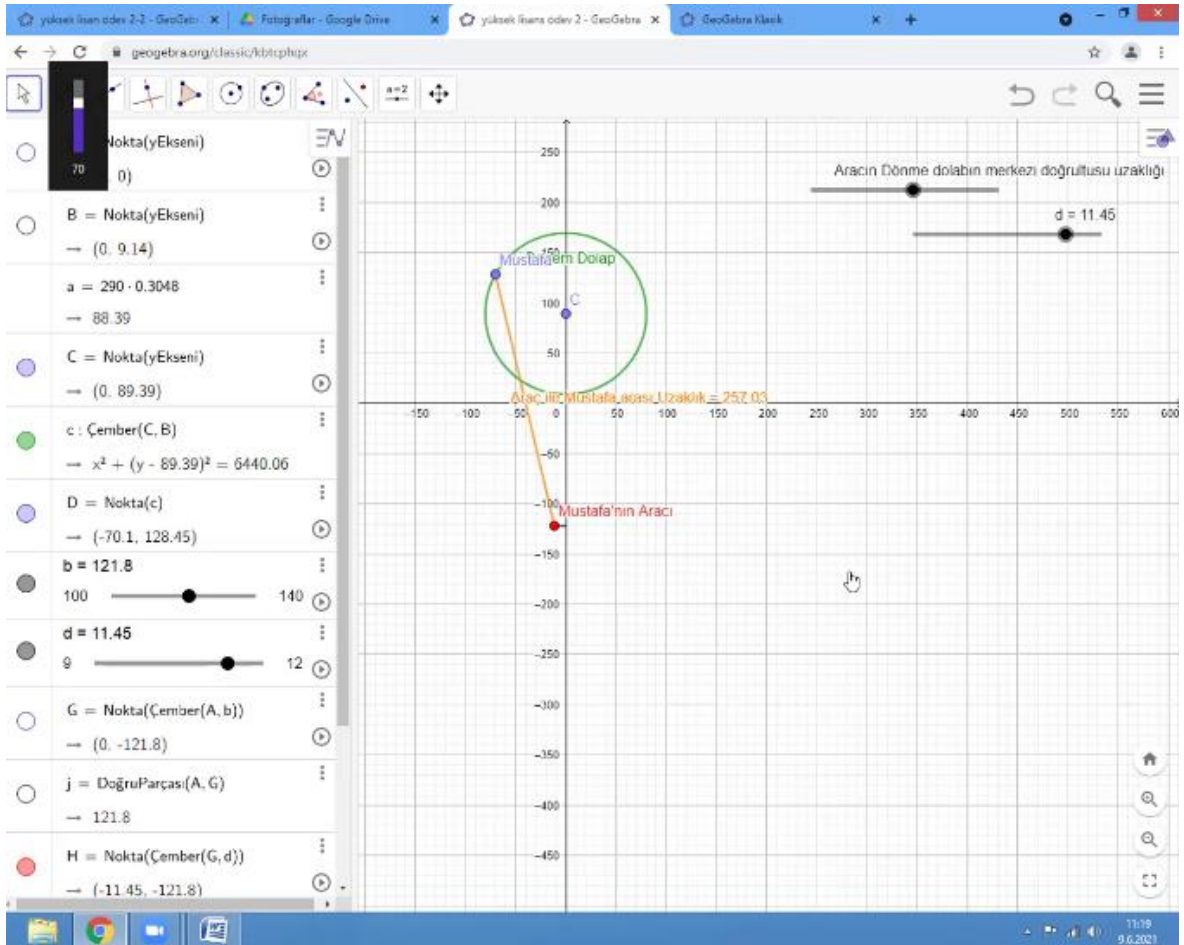 yüksek lisan ödev 2-2 - GeoGebr
Fotoğraflar - Google Drive
yüksek lisans ödev 2 - GeoGebra
GeoGebra Klasik
geogebra.org/classic/kbtcphqx
a=2
70
Nokta(yEkseni)
0)
B = Nokta(yEkseni)
→ (0, 9.14)
a = 290 · 0.3048
→ 88.39
C = Nokta(yEkseni)
→ (0, 89.39)
c : Çember(C, B)
→ x² + (y - 89.39)² = 6440.06
D = Nokta(c)
→ (-70.1, 128.45)
b = 121.8
100 140
d = 11.45
9 12
G = Nokta(Çember(A, b))
→ (0, -121.8)
j = DoğruParçası(A, G)
→ 121.8
H = Nokta(Çember(G, d))
→ (-11.45, -121.8)
Aracın Dönme dolabın merkezi doğrultusu uzaklığı
d = 11.45
250
200
150
Mustafa
Dolap
100
C
50
Araç ile Mustafa arası Uzaklık = 257.03
-150 -100 -50 0 50 100 150 200 250 300 350 400 450 500 550 600
-50
-100
Mustafa'nın Aracı
-150
-200
-250
-300
-350
-400
-450
11:19
9.6.2021